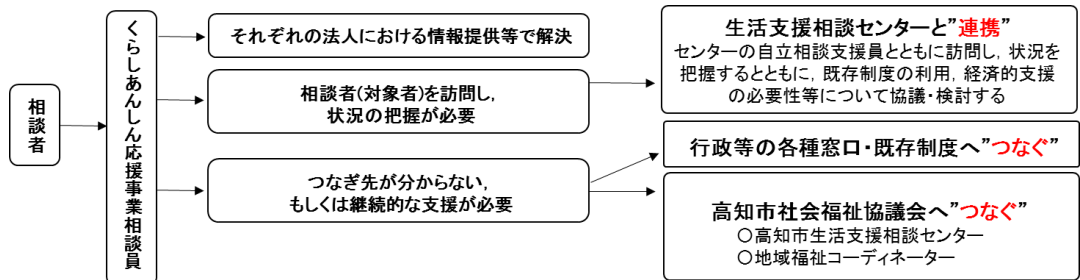 相談者
くらしあんしん応援事業相談員
それぞれの法人における情報提供等で解決
相談者(対象者)を訪問し,
状況の把握が必要
つなぎ先が分からない,
もしくは継続的な支援が必要
生活支援相談センターと”連携”
センターの自立相談支援員とともに訪問し, 状況を
把握するとともに, 既存制度の利用, 経済的支援
の必要性等について協議・検討する
行政等の各種窓口・既存制度へ”つなぐ”
高知市社会福祉協議会へ”つなぐ”
○高知市生活支援相談センター
○地域福祉コーディネーター